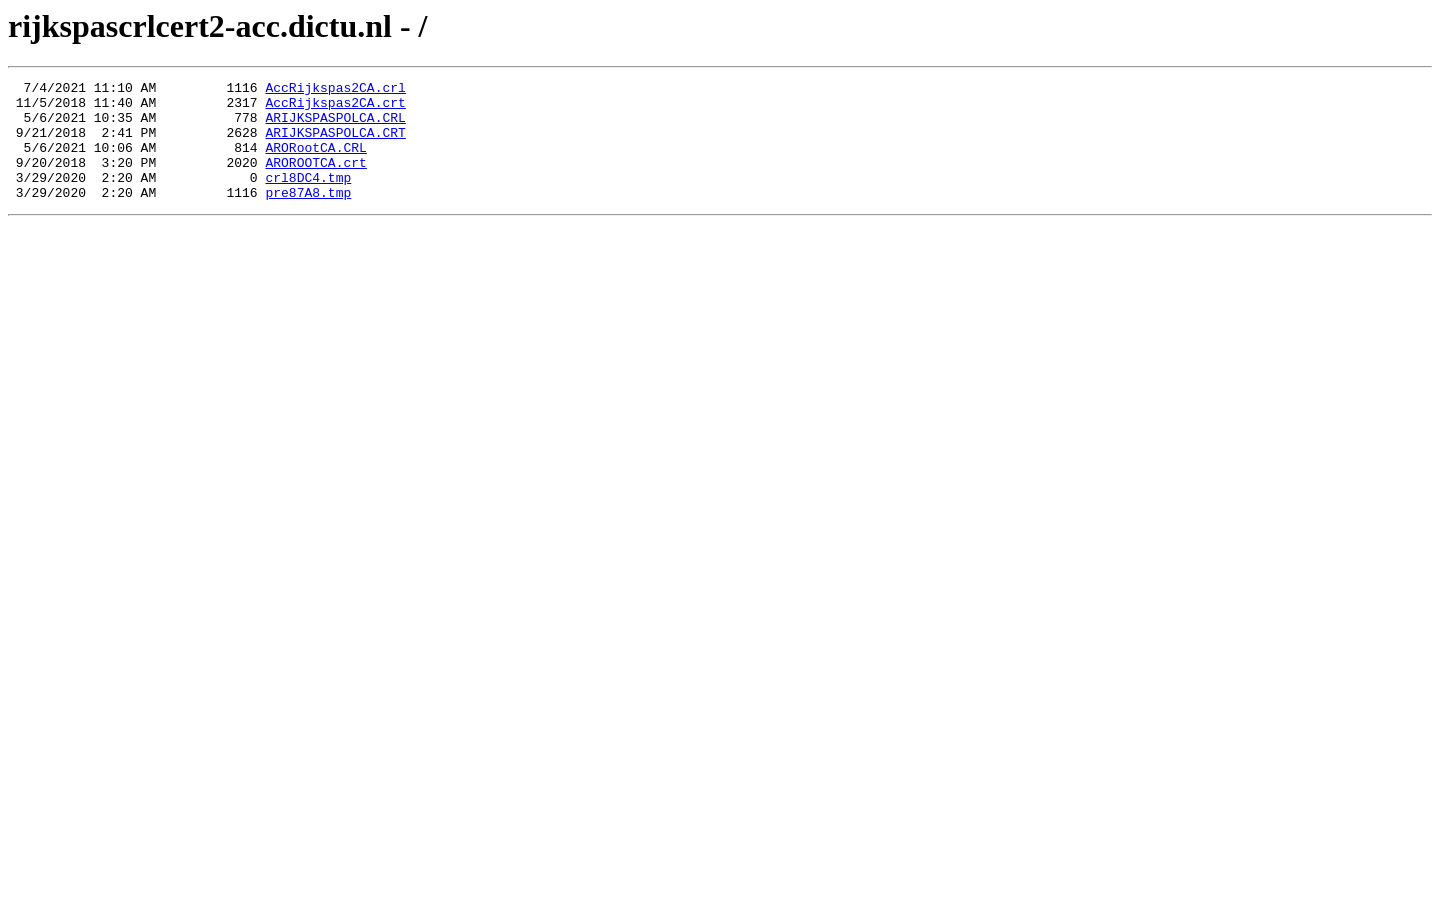 rijkspascrlcert2-acc.dictu.nl - /
7/4/2021 11:10 AM 1116 AccRijkspas2CA.crl
11/5/2018 11:40 AM 2317 AccRijkspas2CA.crt
5/6/2021 10:35 AM 778 ARIJKSPASPOLCA.CRL
9/21/2018 2:41 PM 2628 ARIJKSPASPOLCA.CRT
5/6/2021 10:06 AM 814 ARORootCA.CRL
9/20/2018 3:20 PM 2020 AROROOTCA.crt
3/29/2020 2:20 AM 0 crl8DC4.tmp
3/29/2020 2:20 AM 1116 pre87A8.tmp